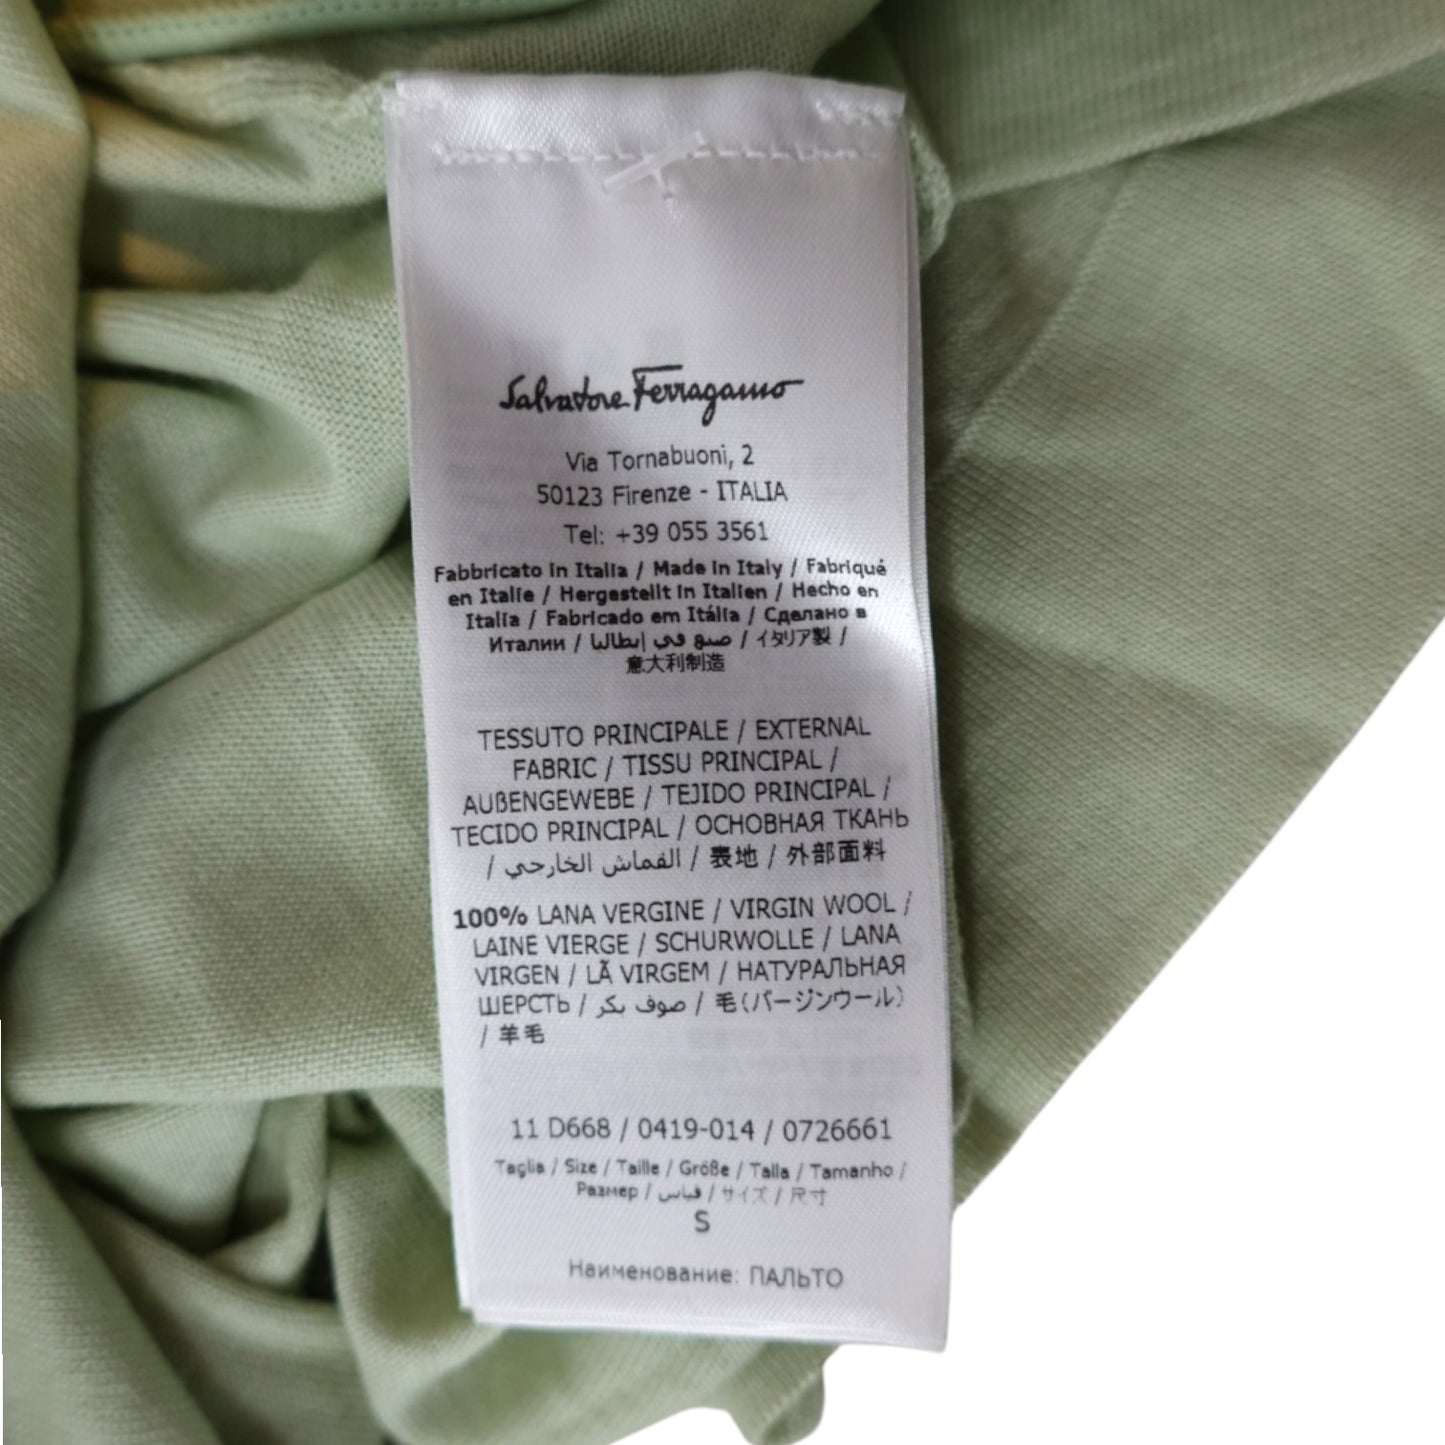 Salvatore Ferragamo
Via Tornabuoni, 2
50123 Firenze - ITALIA
Tel: +39 055 3561
Fabbricato in Italia / Made in Italy / Fabriqué
en Italie / Hergestellt in Italien / Hecho en
Italia / Fabricado em Itália / Сделано в
Италии / صنع في إيطاليا / イタリア製 /
意大利制造
TESSUTO PRINCIPALE / EXTERNAL
FABRIC / TISSU PRINCIPAL /
AUßENGEWEBE / TEJIDO PRINCIPAL /
TECIDO PRINCIPAL / ОСНОВНАЯ ТКАНЬ
/ القماش الخارجي / 表地 / 外部面料
100% LANA VERGINE / VIRGIN WOOL /
LAINE VIERGE / SCHURWOLLE / LANA
VIRGEN / LÃ VIRGEM / НАТУРАЛЬНАЯ
ШЕРСТЬ / صوف بكر / 毛(バージンウール)
/ 羊毛
11 D668 / 0419-014 / 0726661
Taglia / Size / Taille / Größe / Talla / Tamanho /
Размер / قياس / サイズ / 尺寸
S
Наименование: ПАЛЬТО